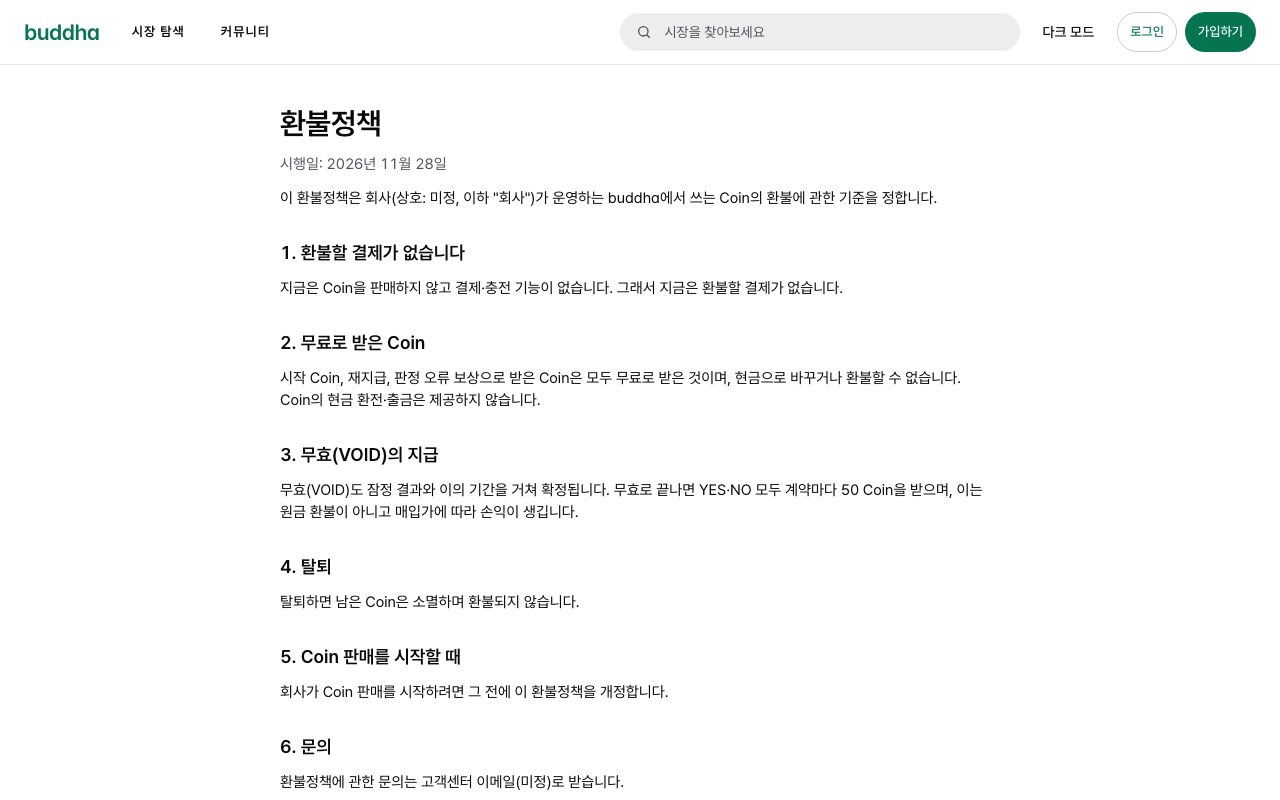 buddha
시장 탐색
커뮤니티
시장을 찾아보세요
다크 모드
로그인
가입하기
환불정책
시행일: 2026년 11월 28일
이 환불정책은 회사(상호: 미정, 이하 "회사")가 운영하는 buddha에서 쓰는 Coin의 환불에 관한 기준을 정합니다.
1. 환불할 결제가 없습니다
지금은 Coin을 판매하지 않고 결제·충전 기능이 없습니다. 그래서 지금은 환불할 결제가 없습니다.
2. 무료로 받은 Coin
시작 Coin, 재지급, 판정 오류 보상으로 받은 Coin은 모두 무료로 받은 것이며, 현금으로 바꾸거나 환불할 수 없습니다.
Coin의 현금 환전·출금은 제공하지 않습니다.
3. 무효(VOID)의 지급
무효(VOID)도 잠정 결과와 이의 기간을 거쳐 확정됩니다. 무효로 끝나면 YES·NO 모두 계약마다 50 Coin을 받으며, 이는
원금 환불이 아니고 매입가에 따라 손익이 생깁니다.
4. 탈퇴
탈퇴하면 남은 Coin은 소멸하며 환불되지 않습니다.
5. Coin 판매를 시작할 때
회사가 Coin 판매를 시작하려면 그 전에 이 환불정책을 개정합니다.
6. 문의
환불정책에 관한 문의는 고객센터 이메일(미정)로 받습니다.